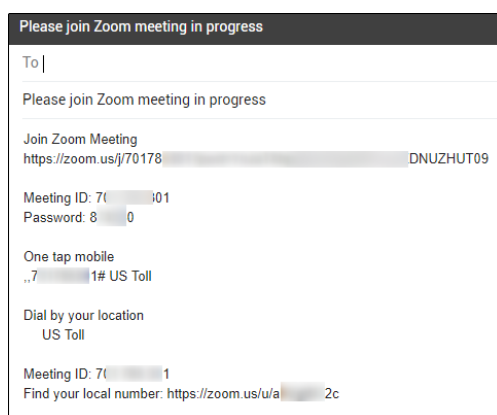 Please join Zoom meeting in progress
To
Please join Zoom meeting in progress
Join Zoom Meeting
https://zoom.us/j/70178 DNUZHUT09
Meeting ID: 7 301
Password: 8 0
One tap mobile
,,7 1# US Toll
Dial by your location
US Toll
Meeting ID: 70 1
Find your local number: https://zoom.us/u/a 2c